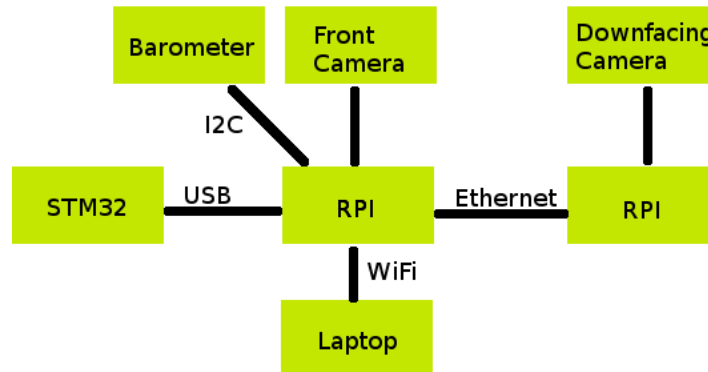 Barometer
Front
Camera
Downfacing
Camera
I2C
STM32
USB
RPI
Ethernet
RPI
WiFi
Laptop